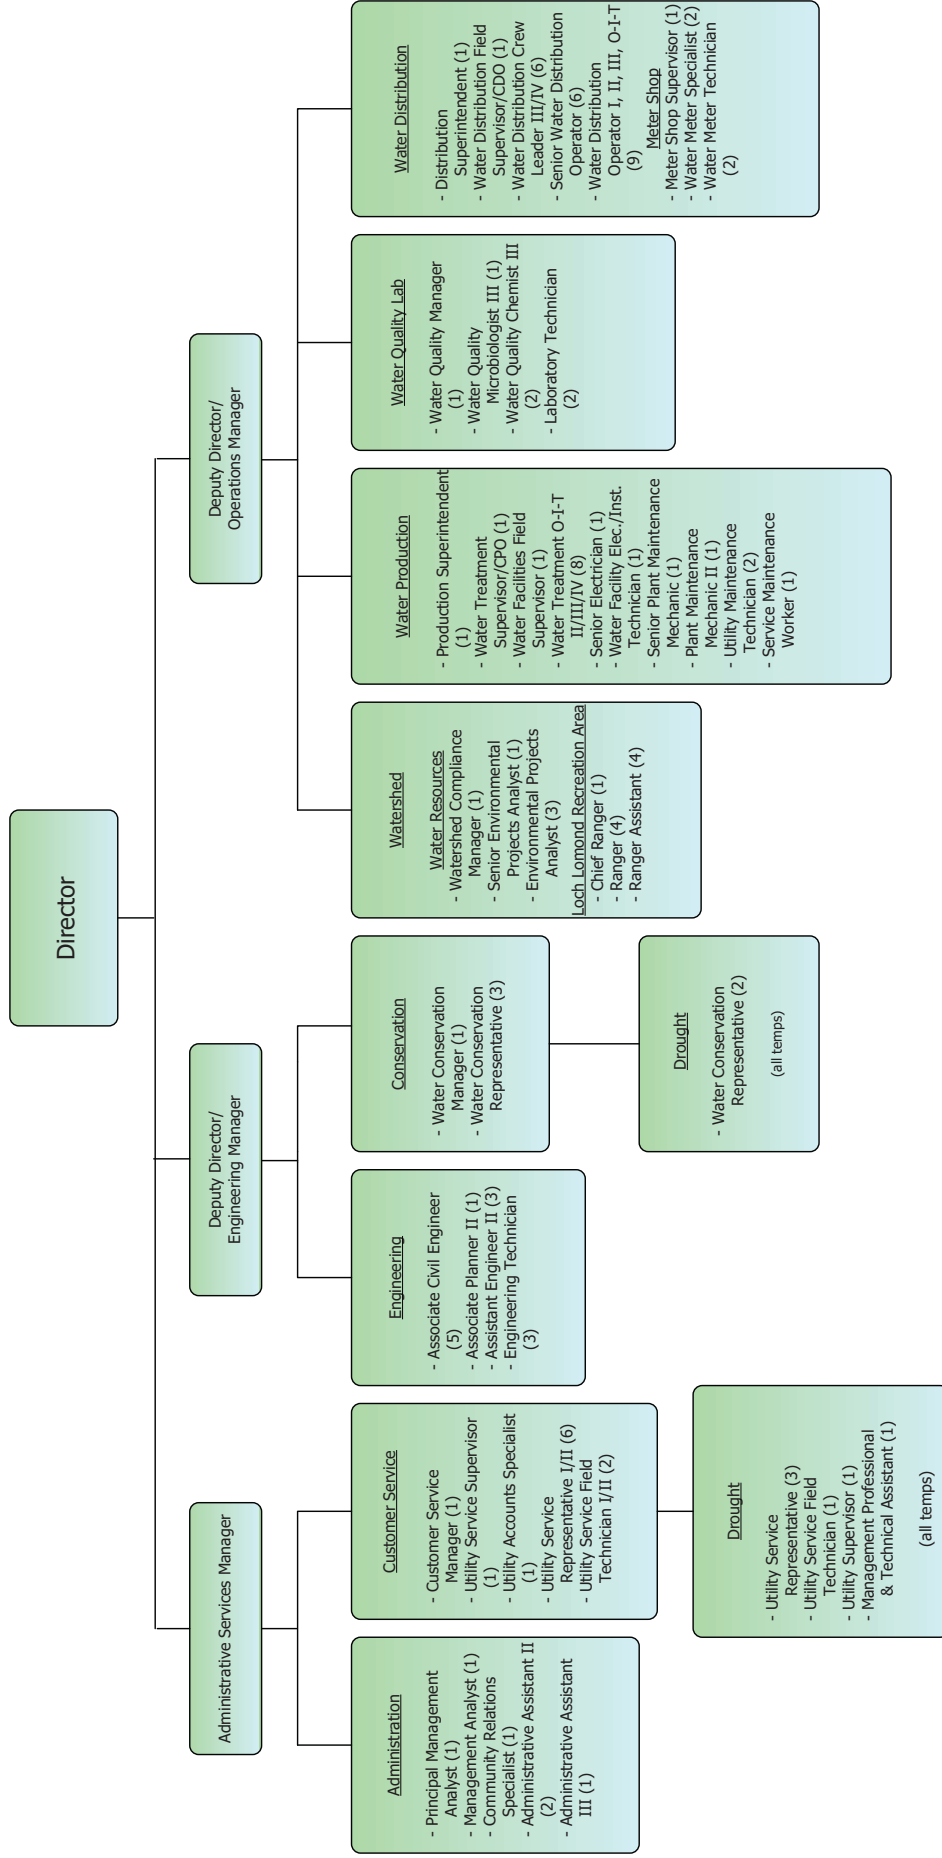 Director
Administrative Services Manager
Deputy Director/
Engineering Manager
Deputy Director/
Operations Manager
Administration
- Principal Management
Analyst (1)
- Management Analyst (1)
- Community Relations
Specialist (1)
- Administrative Assistant II
(2)
- Administrative Assistant
III (1)
Customer Service
- Customer Service
Manager (1)
- Utility Service Supervisor
(1)
- Utility Accounts Specialist
(1)
- Utility Service
Representative I/II (6)
- Utility Service Field
Technician I/II (2)
Drought
- Utility Service
Representative (3)
- Utility Service Field
Technician (1)
- Utility Supervisor (1)
- Management Professional
& Technical Assistant (1)
(all temps)
Engineering
- Associate Civil Engineer
(5)
- Associate Planner II (1)
- Assistant Engineer II (3)
- Engineering Technician
(3)
Conservation
- Water Conservation
Manager (1)
- Water Conservation
Representative (3)
Drought
- Water Conservation
Representative (2)
(all temps)
Watershed
Water Resources
- Watershed Compliance
Manager (1)
- Senior Environmental
Projects Analyst (1)
- Environmental Projects
Analyst (3)
Loch Lomond Recreation Area
- Chief Ranger (1)
- Ranger (4)
- Ranger Assistant (4)
Water Production
- Production Superintendent
(1)
- Water Treatment
Supervisor/CPO (1)
- Water Facilities Field
Supervisor (1)
- Water Treatment O-I-T
II/III/IV (8)
- Senior Electrician (1)
- Water Facility Elec./Inst.
Technician (1)
- Senior Plant Maintenance
Mechanic (1)
- Plant Maintenance
Mechanic II (1)
- Utility Maintenance
Technician (2)
- Service Maintenance
Worker (1)
Water Quality Lab
- Water Quality Manager
(1)
- Water Quality
Microbiologist III (1)
- Water Quality Chemist III
(2)
- Laboratory Technician
(2)
Water Distribution
- Distribution
Superintendent (1)
- Water Distribution Field
Supervisor/CDO (1)
- Water Distribution Crew
Leader III/IV (6)
- Senior Water Distribution
Operator (6)
- Water Distribution
Operator I, II, III, O-I-T
(9)
Meter Shop
- Meter Shop Supervisor (1)
- Water Meter Specialist (2)
- Water Meter Technician
(2)